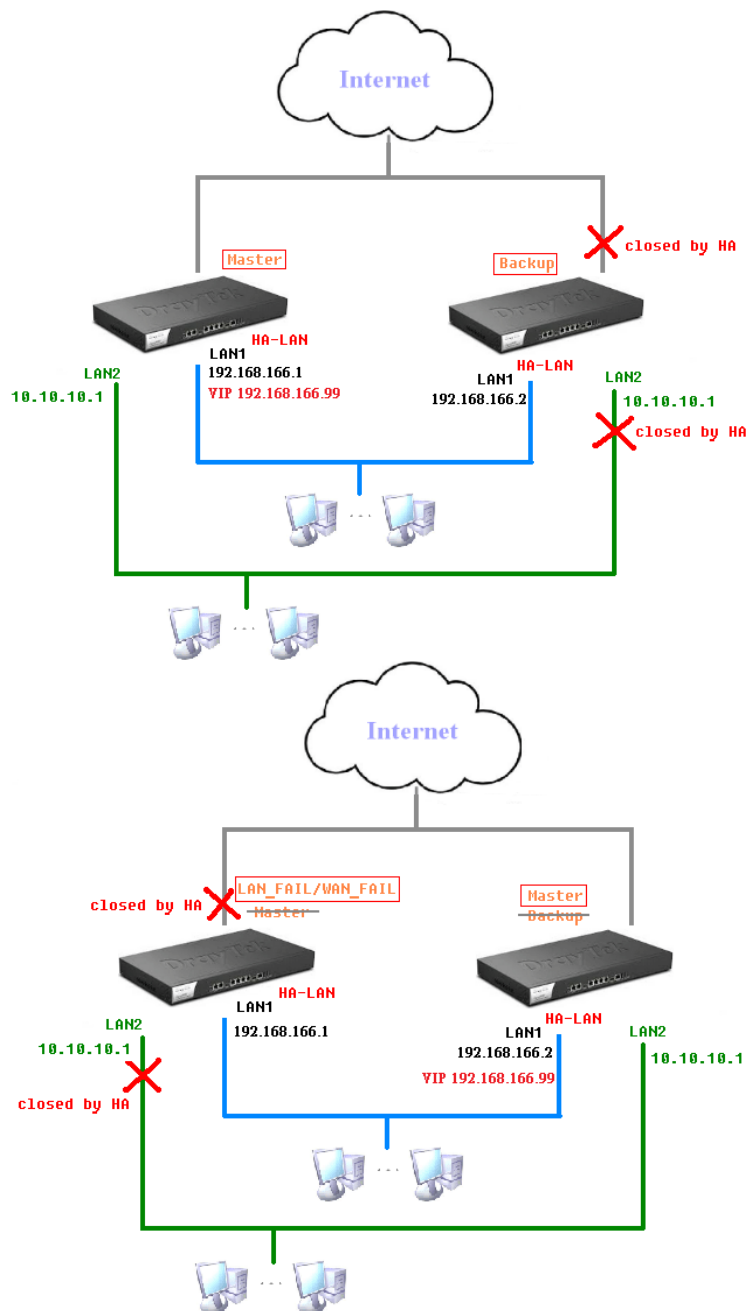 Internet
closed by HA
Master
Backup
DrayTek
HA-LAN
LAN1
192.168.166.1
VIP 192.168.166.99
LAN2
10.10.10.1
HA-LAN
LAN1
192.168.166.2
LAN2
10.10.10.1
closed by HA
...
...
Internet
closed by HA
LAN_FAIL/WAN_FAIL
Master
Master
Backup
DrayTek
DrayTek
HA-LAN
LAN1
192.168.166.1
LAN2
10.10.10.1
closed by HA
HA-LAN
LAN1
192.168.166.2
VIP 192.168.166.99
LAN2
10.10.10.1
...
...